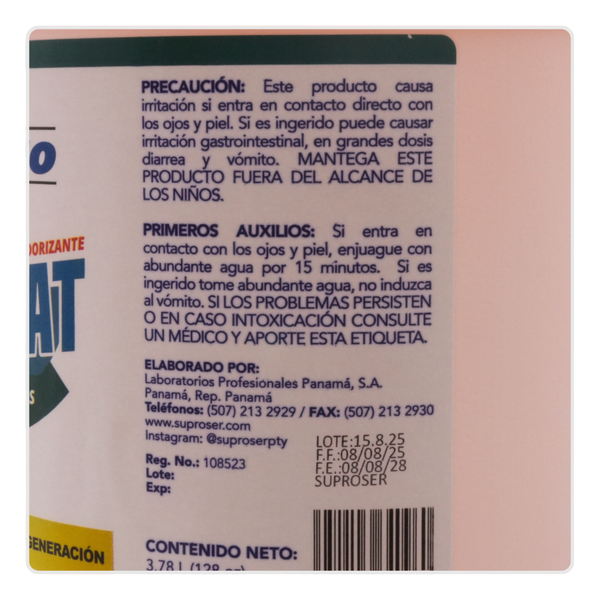 PRECAUCIÓN: Este producto causa
irritación si entra en contacto directo con
los ojos y piel. Si es ingerido puede causar
irritación gastrointestinal, en grandes dosis
diarrea y vómito. MANTEGA ESTE
PRODUCTO FUERA DEL ALCANCE DE
LOS NIÑOS.
PRIMEROS AUXILIOS: Si entra en
contacto con los ojos y piel, enjuague con
abundante agua por 15 minutos. Si es
ingerido tome abundante agua, no induzca
al vómito. SI LOS PROBLEMAS PERSISTEN
O EN CASO INTOXICACIÓN CONSULTE
UN MÉDICO Y APORTE ESTA ETIQUETA.
ELABORADO POR:
Laboratorios Profesionales Panamá, S.A.
Panamá, Rep. Panamá
Teléfonos: (507) 213 2929 / FAX: (507) 213 2930
www.suproser.com
Instagram: @suproserpty
Reg. No.: 108523
Lote:
Exp:
LOTE:15.8.25
F.F.:08/08/25
F.E.:08/08/28
SUPROSER
CONTENIDO NETO:
3.78 L (128 oz)
o
DORIZANTE
AT
S
GENERACIÓN